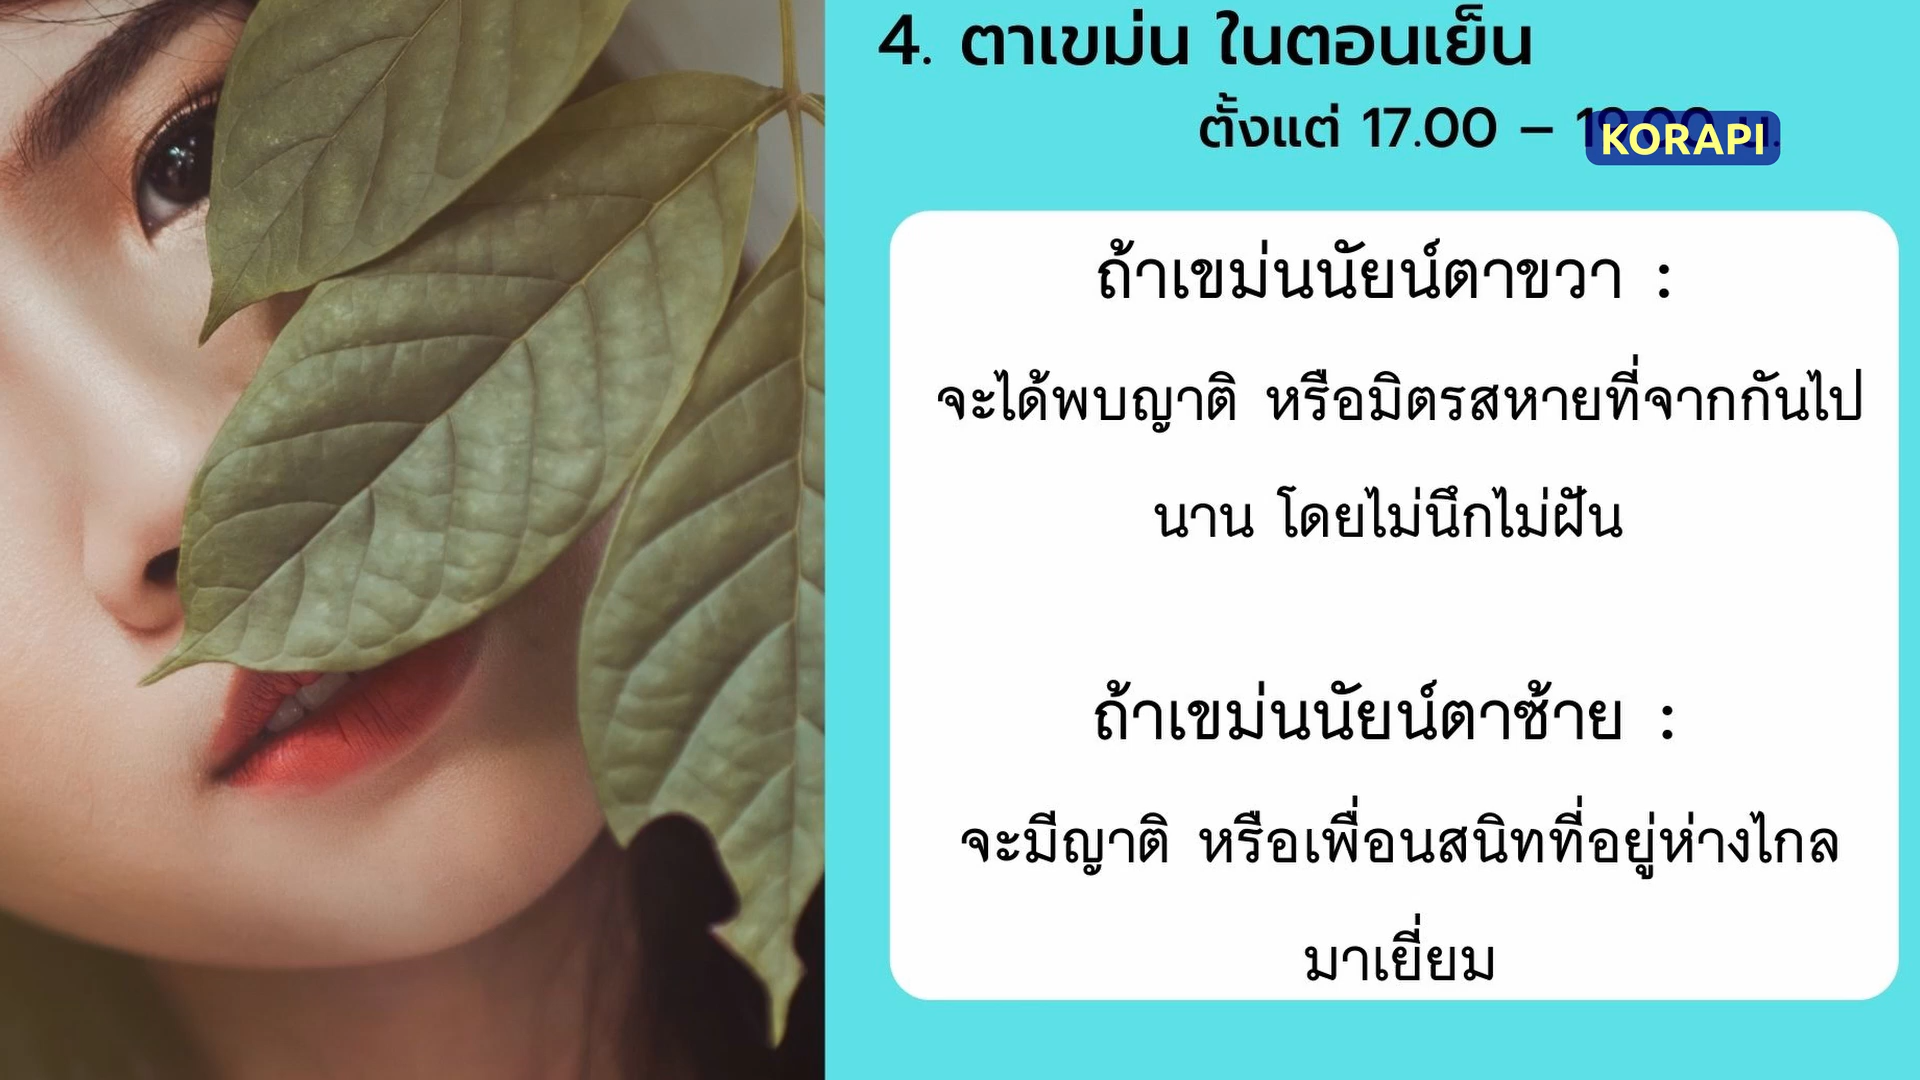 4. ตาเขม่น ในตอนเย็น
ตั้งแต่ 17.00 – 19.00 น.
KORAPI
ถ้าเขม่นนัยน์ตาขวา :
จะได้พบญาติ หรือมิตรสหายที่จากกันไป
นาน โดยไม่นึกไม่ฝัน
ถ้าเขม่นนัยน์ตาซ้าย :
จะมีญาติ หรือเพื่อนสนิทที่อยู่ห่างไกล
มาเยี่ยม